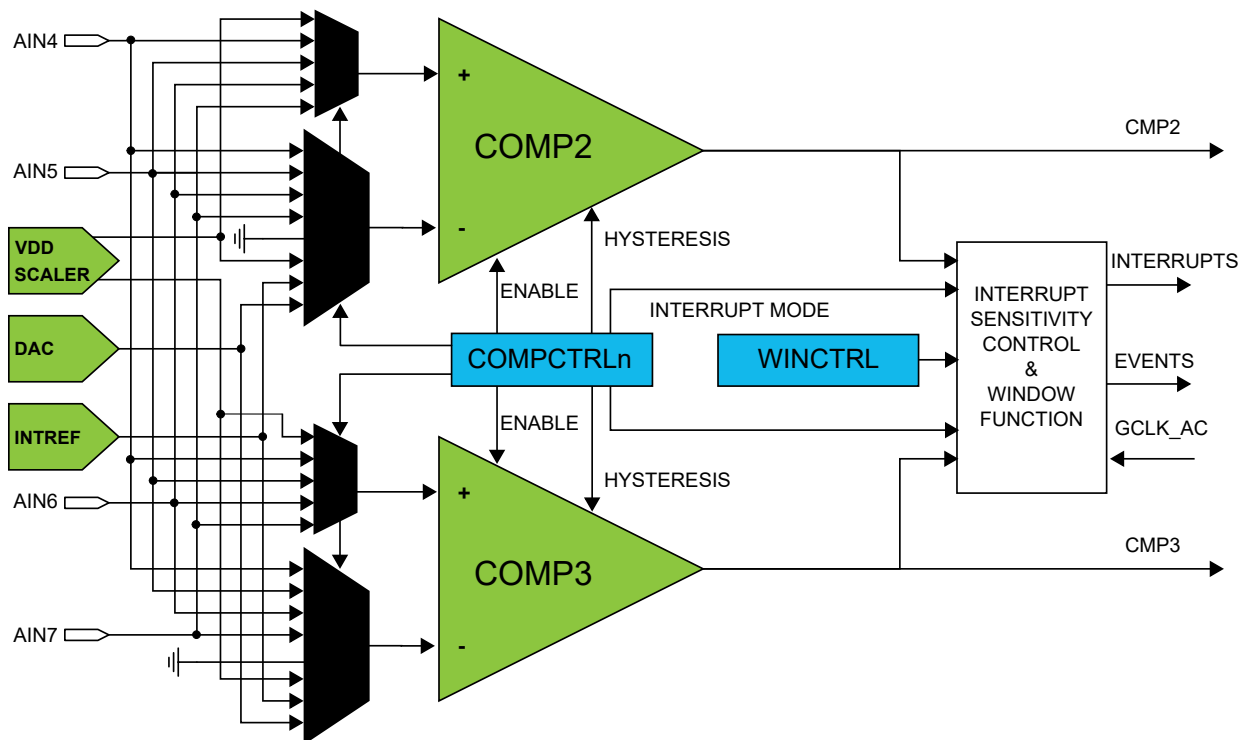 AIN4
+
COMP2
CMP2
AIN5
-
HYSTERESIS
VDD
SCALER
ENABLE
INTERRUPTS
INTERRUPT MODE
INTERRUPT
SENSITIVITY
CONTROL
&
WINDOW
FUNCTION
DAC
COMPCTRLn
WINCTRL
EVENTS
ENABLE
GCLK_AC
INTREF
HYSTERESIS
AIN6
+
COMP3
CMP3
AIN7
-